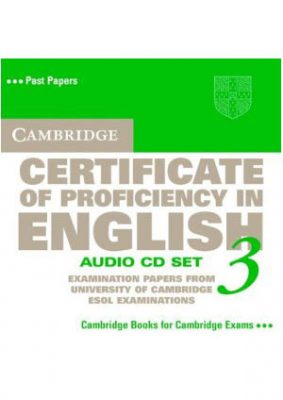 ••• Past Papers
CAMBRIDGE
CERTIFICATE
OF PROFICIENCY IN
ENGLISH
3
AUDIO CD SET
EXAMINATION PAPERS FROM
UNIVERSITY OF CAMBRIDGE
ESOL EXAMINATIONS
Cambridge Books for Cambridge Exams •••